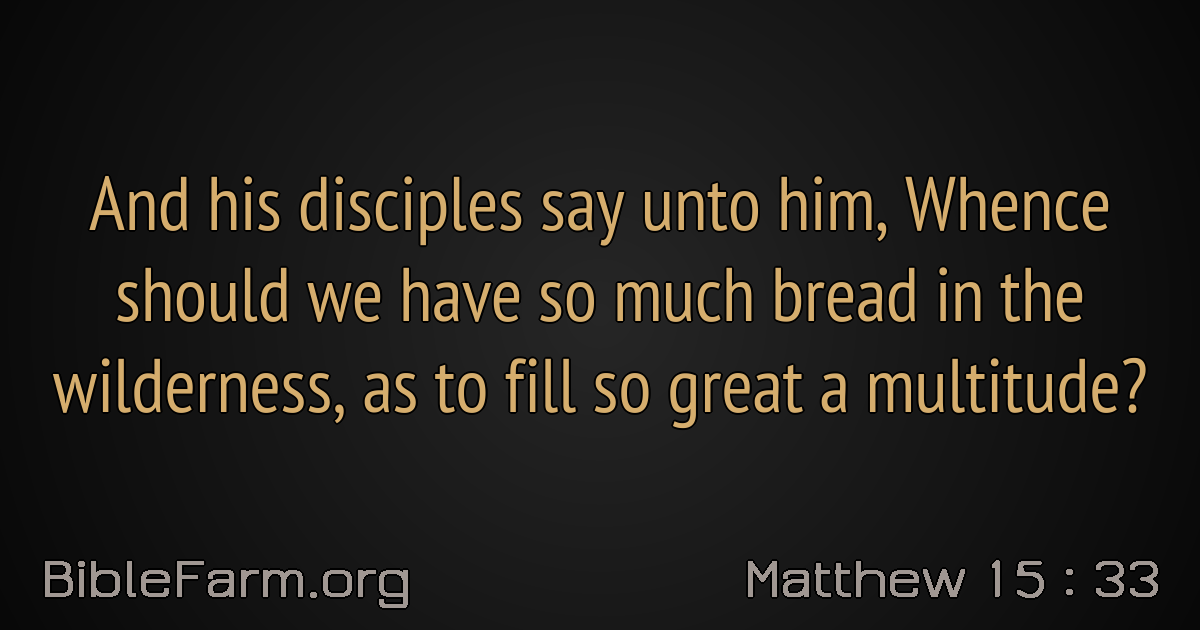 And his disciples say unto him, Whence
should we have so much bread in the
wilderness, as to fill so great a multitude?
BibleFarm.org
Matthew 15 : 33